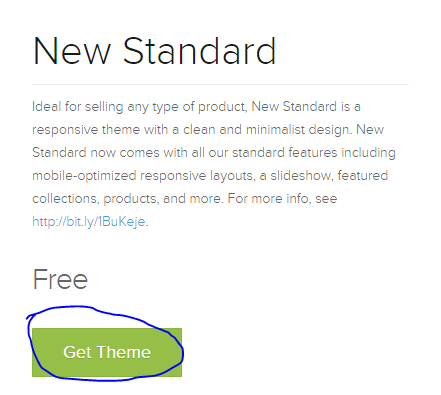 New Standard
Ideal for selling any type of product, New Standard is a
responsive theme with a clean and minimalist design. New
Standard now comes with all our standard features including
mobile-optimized responsive layouts, a slideshow, featured
collections, products, and more. For more info, see
http://bit.ly/1BuKeje.
Free
Get Theme